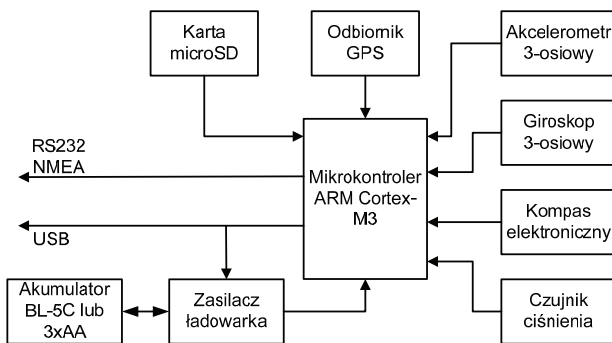 Karta
microSD
Odbiornik
GPS
Akcelerometr
3-osiowy
Giroskop
3-osiowy
RS232
NMEA
Mikrokontroler
ARM Cortex-
M3
USB
Kompas
elektroniczny
Akumulator
BL-5C lub
3xAA
Zasilacz
ładowarka
Czujnik
ciśnienia